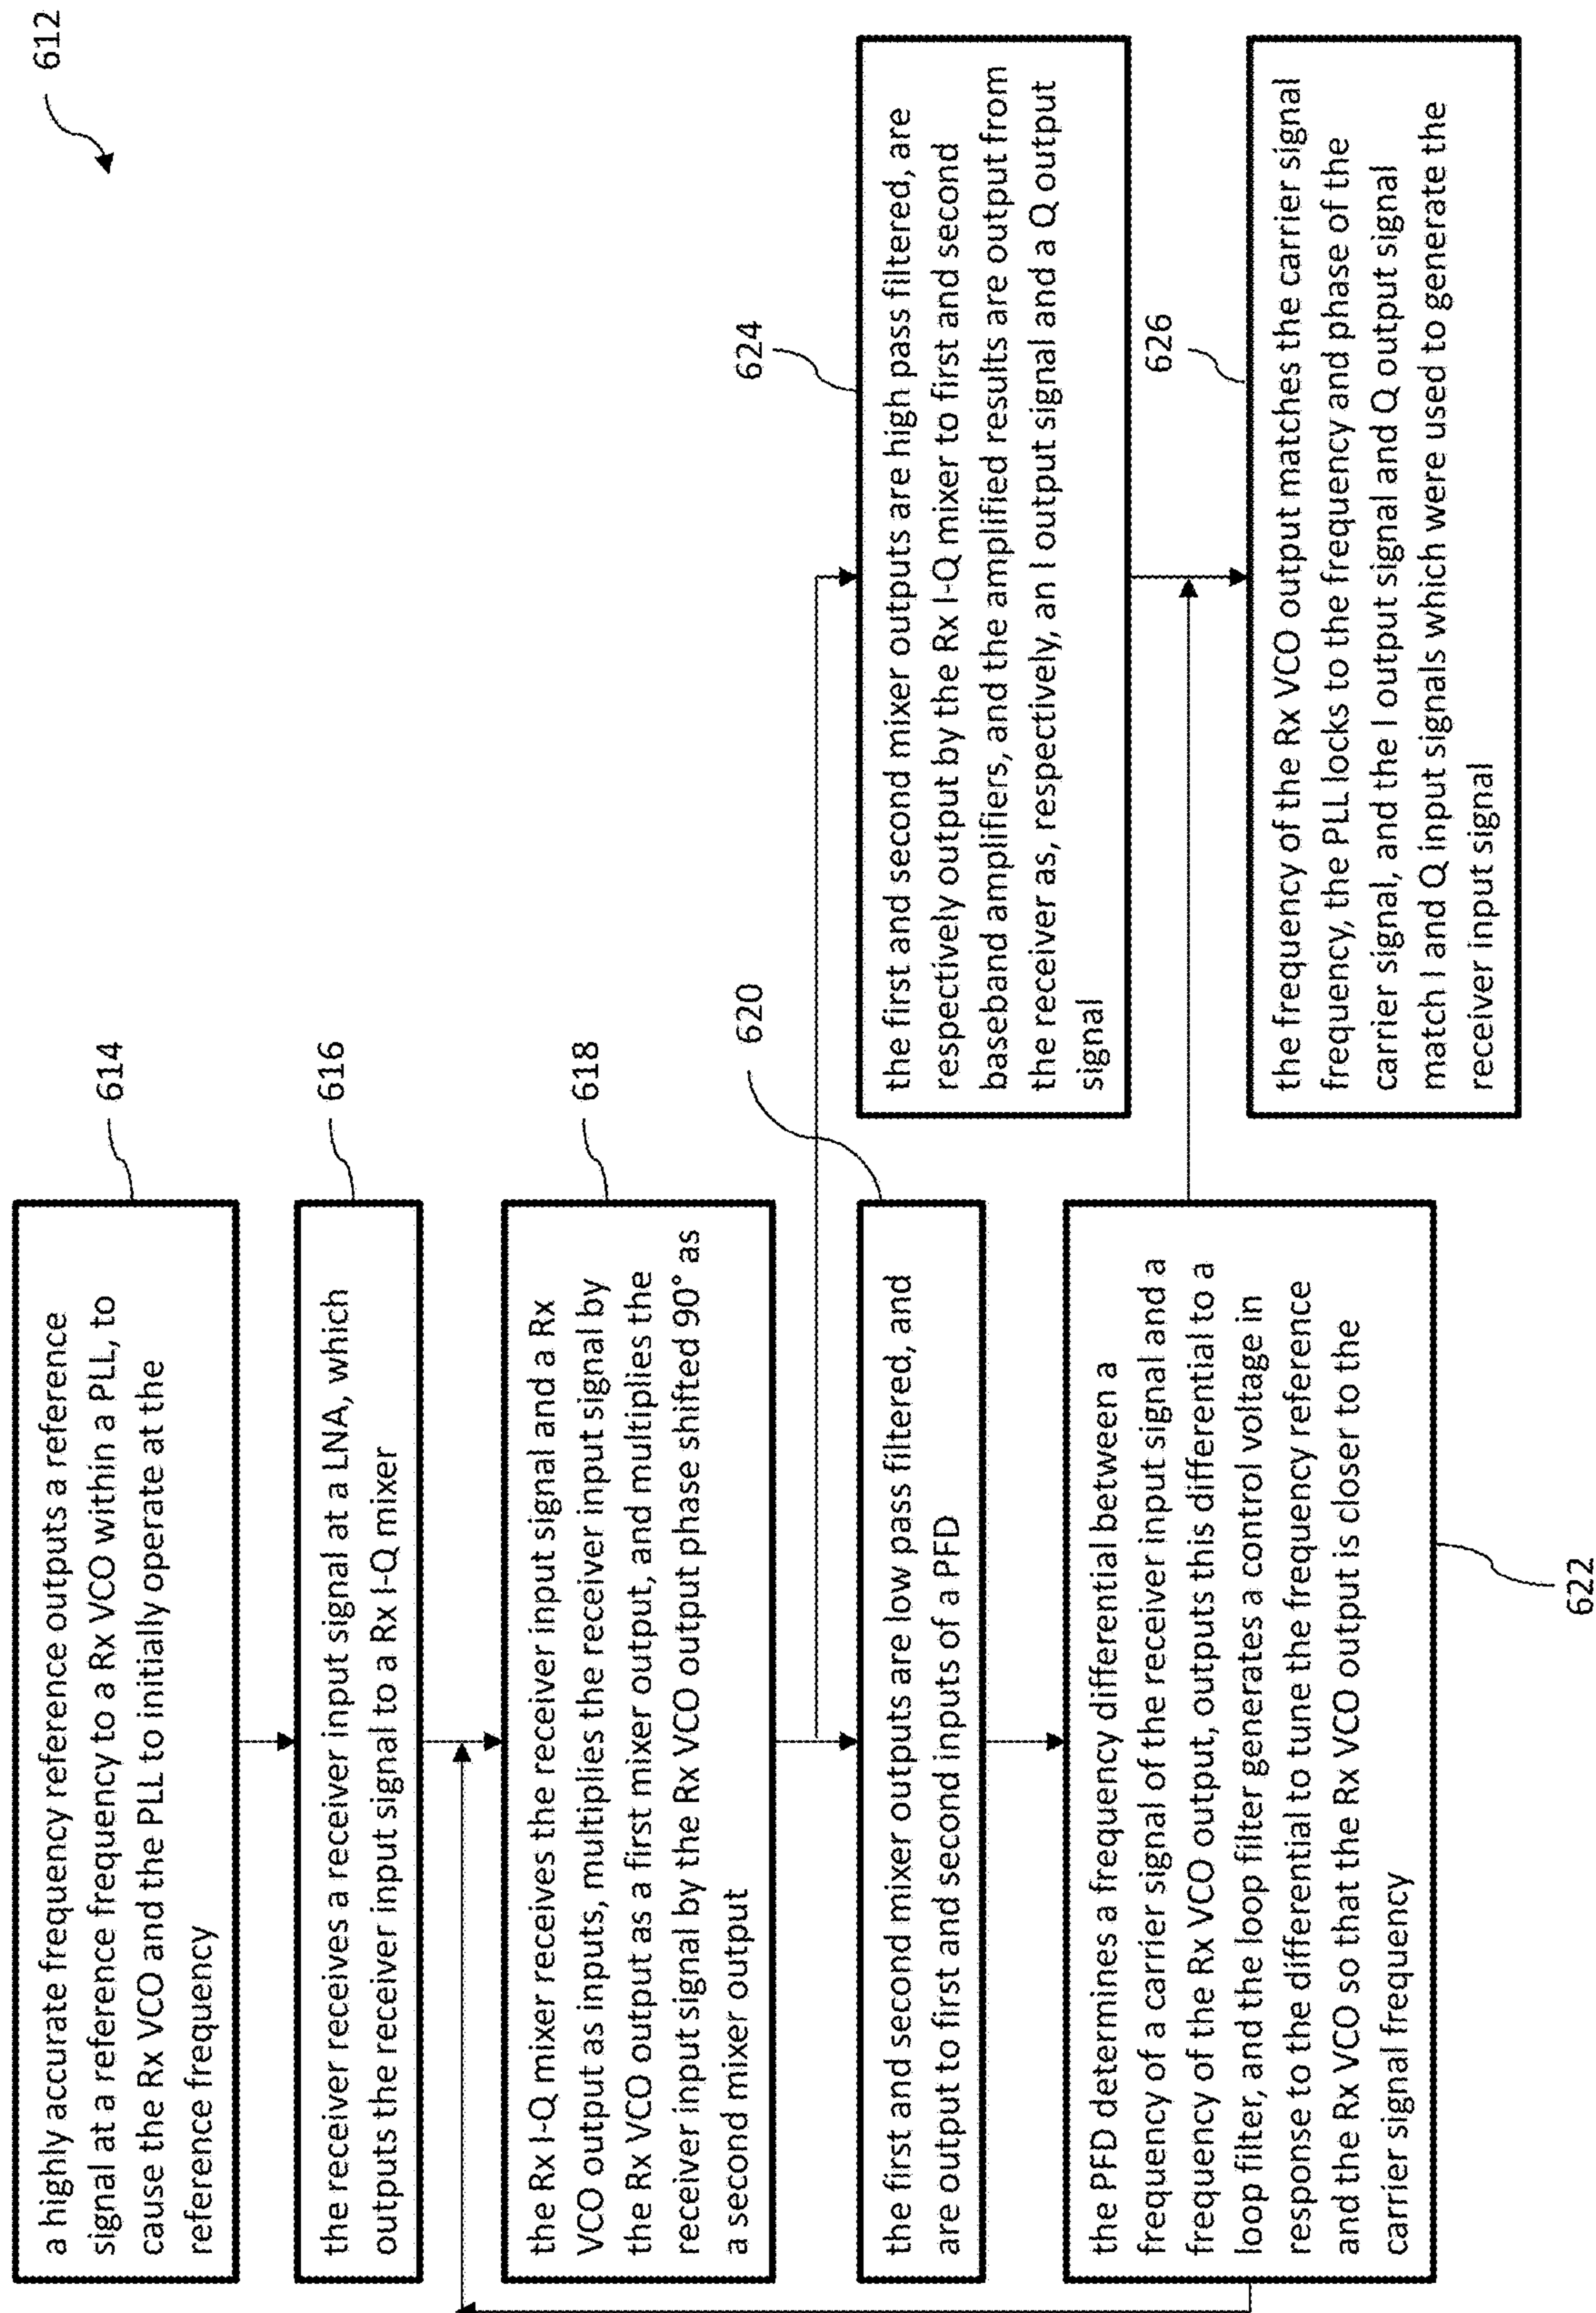 612
a highly accurate frequency reference outputs a reference
signal at a reference frequency to a Rx VCO within a PLL, to
cause the Rx VCO and the PLL to initially operate at the
reference frequency
614
the receiver receives a receiver input signal at a LNA, which
outputs the receiver input signal to a Rx I-Q mixer
616
the Rx I-Q mixer receives the receiver input signal and a Rx
VCO output as inputs, multiplies the receiver input signal by
the Rx VCO output as a first mixer output, and multiplies the
receiver input signal by the Rx VCO output phase shifted 90° as
a second mixer output
618
the first and second mixer outputs are low pass filtered, and
are output to first and second inputs of a PFD
620
the PFD determines a frequency differential between a
frequency of a carrier signal of the receiver input signal and a
frequency of the Rx VCO output, outputs this differential to a
loop filter, and the loop filter generates a control voltage in
response to the differential to tune the frequency reference
and the Rx VCO so that the Rx VCO output is closer to the
carrier signal frequency
622
624
the first and second mixer outputs are high pass filtered, are
respectively output by the Rx I-Q mixer to first and second
baseband amplifiers, and the amplified results are output from
the receiver as, respectively, an I output signal and a Q output
signal
626
the frequency of the Rx VCO output matches the carrier signal
frequency, the PLL locks to the frequency and phase of the
carrier signal, and the I output signal and Q output signal
match I and Q input signals which were used to generate the
receiver input signal